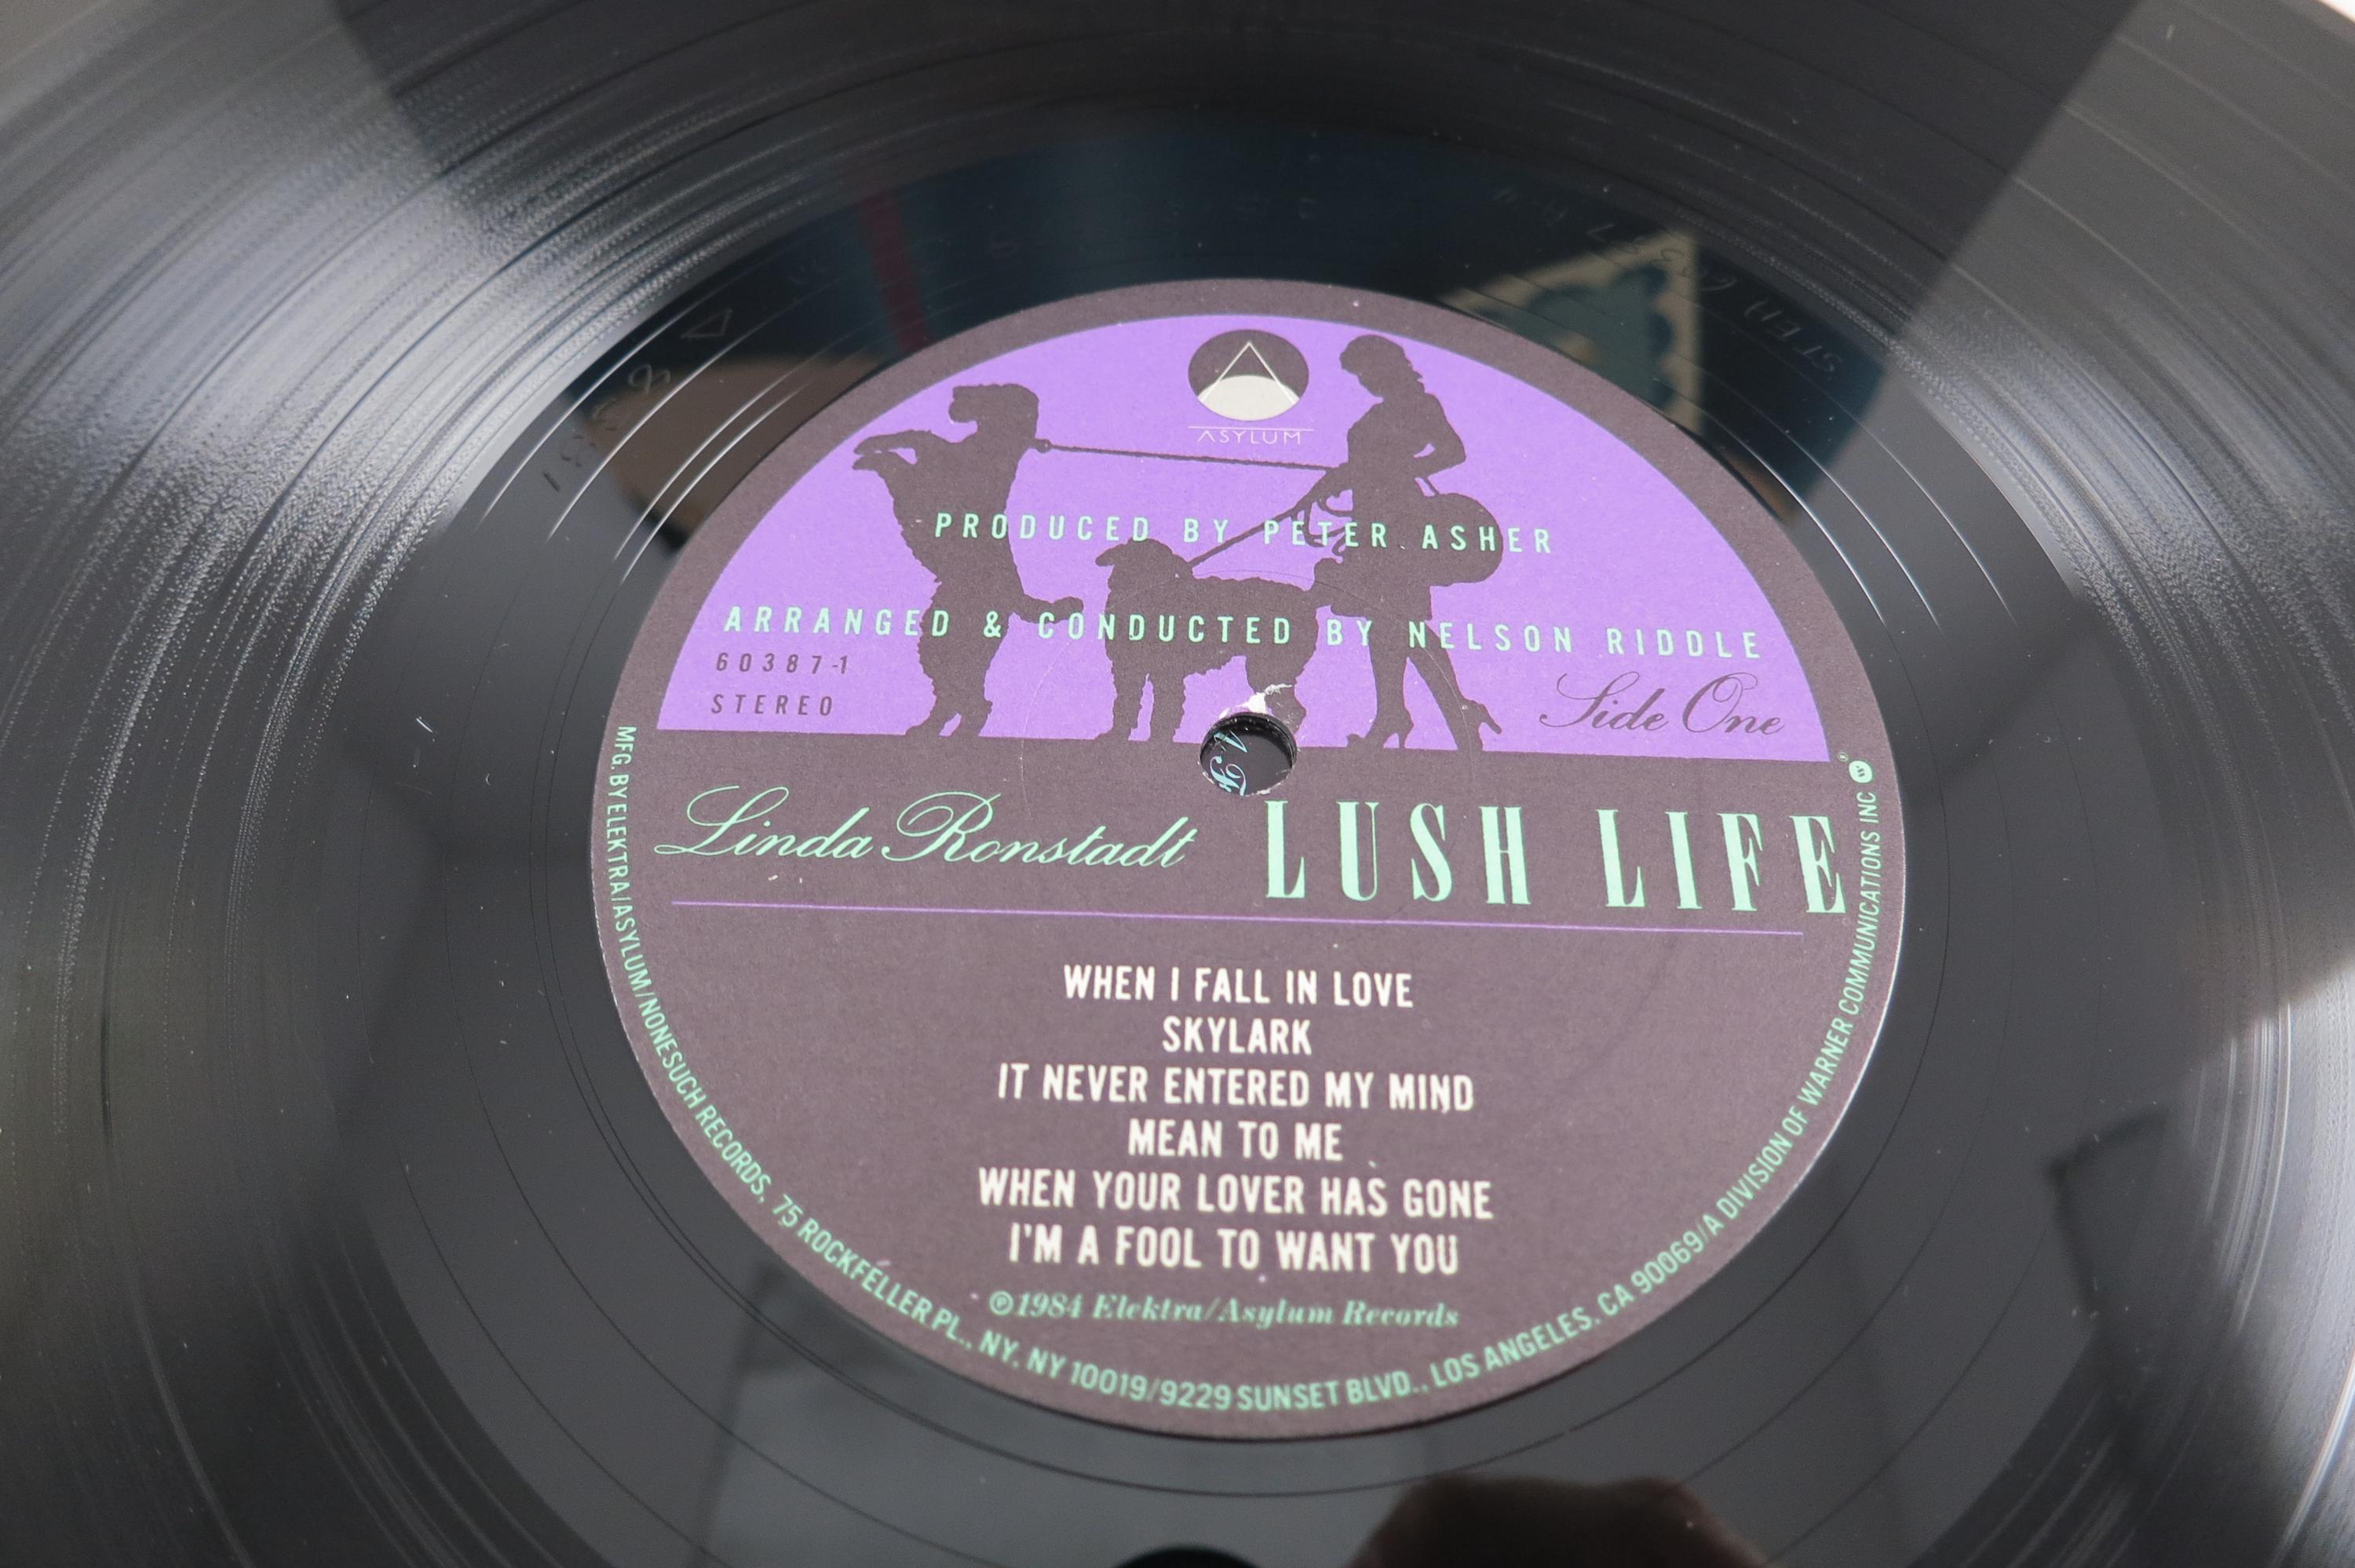 ASYLUM
PRODUCED BY PETER ASHER
ARRANGED & CONDUCTED BY NELSON RIDDLE
60387-1
STEREO
Side One
Linda Ronstadt LUSH LIFE
WHEN I FALL IN LOVE
SKYLARK
IT NEVER ENTERED MY MIND
MEAN TO ME
WHEN YOUR LOVER HAS GONE
I'M A FOOL TO WANT YOU
℗1984 Elektra/Asylum Records
MFG. BY ELEKTRA/ASYLUM/NONESUCH RECORDS, 75 ROCKFELLER PL., NY, NY 10019/9229 SUNSET BLVD., LOS ANGELES, CA 90069/A DIVISION OF WARNER COMMUNICATIONS INC